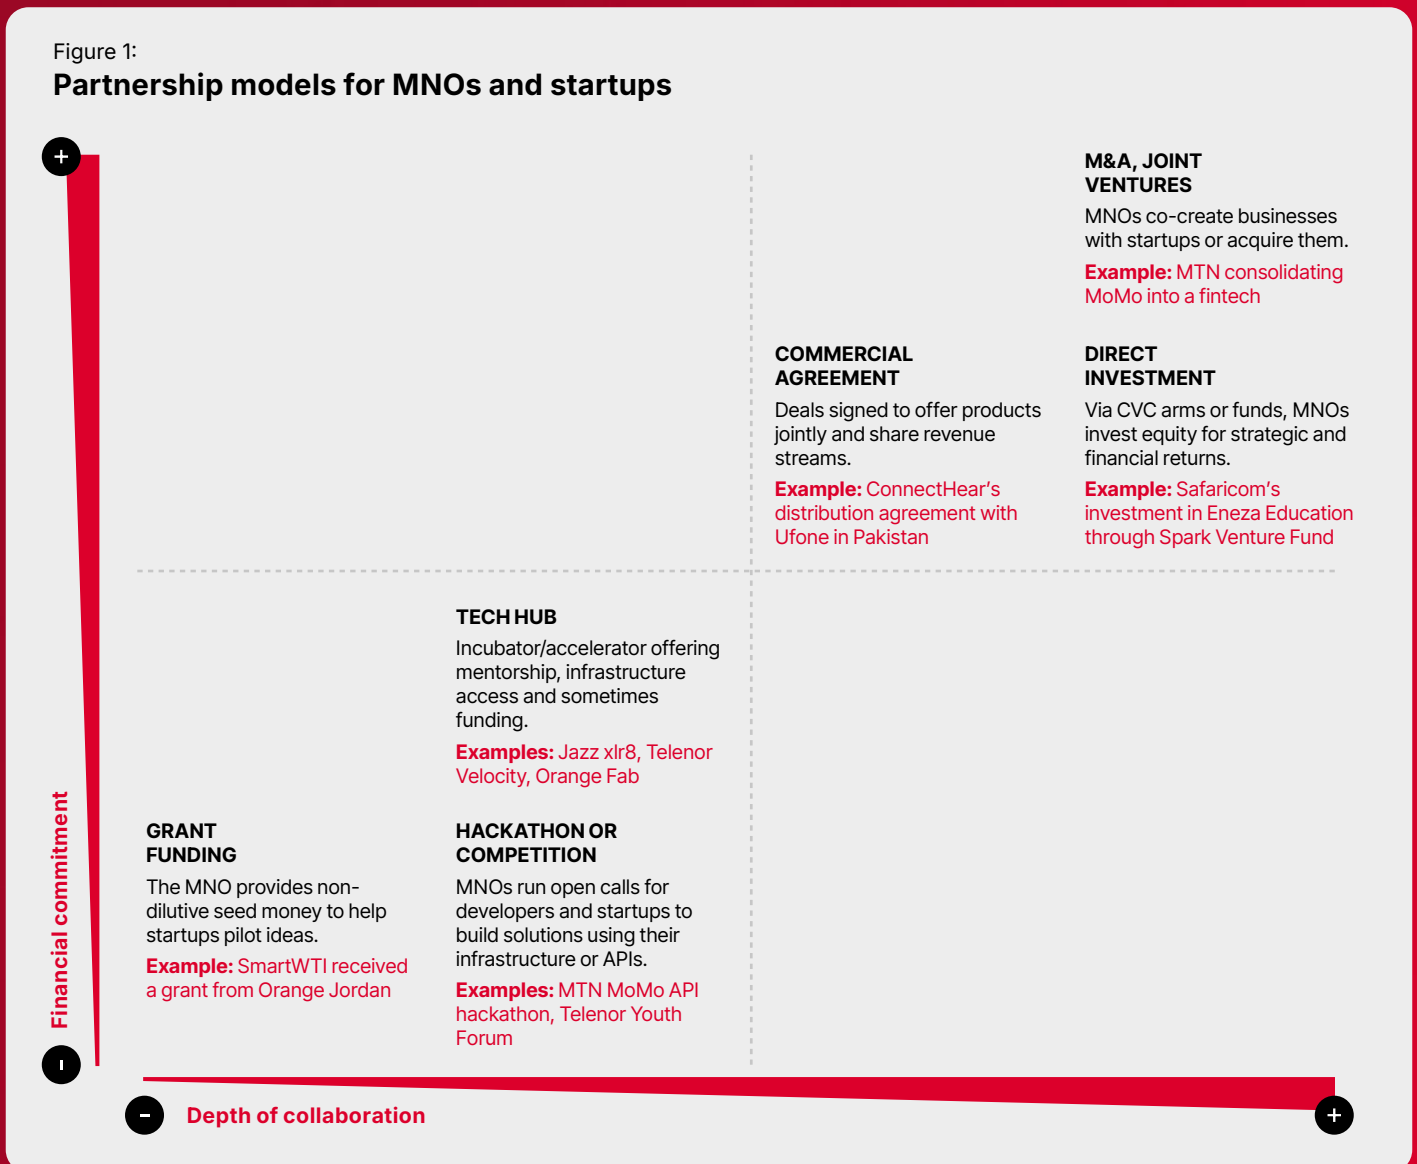 Figure 1:
Partnership models for MNOs and startups
+
M&A, JOINT
VENTURES
MNOs co-create businesses
with startups or acquire them.
Example: MTN consolidating
MoMo into a fintech
COMMERCIAL
AGREEMENT
Deals signed to offer products
jointly and share revenue
streams.
Example: ConnectHear’s
distribution agreement with
Ufone in Pakistan
DIRECT
INVESTMENT
Via CVC arms or funds, MNOs
invest equity for strategic and
financial returns.
Example: Safaricom’s
investment in Eneza Education
through Spark Venture Fund
TECH HUB
Incubator/accelerator offering
mentorship, infrastructure
access and sometimes
funding.
Examples: Jazz xlr8, Telenor
Velocity, Orange Fab
GRANT
FUNDING
The MNO provides non-
dilutive seed money to help
startups pilot ideas.
Example: SmartWTI received
a grant from Orange Jordan
HACKATHON OR
COMPETITION
MNOs run open calls for
developers and startups to
build solutions using their
infrastructure or APIs.
Examples: MTN MoMo API
hackathon, Telenor Youth
Forum
Financial commitment
-
-
Depth of collaboration
+